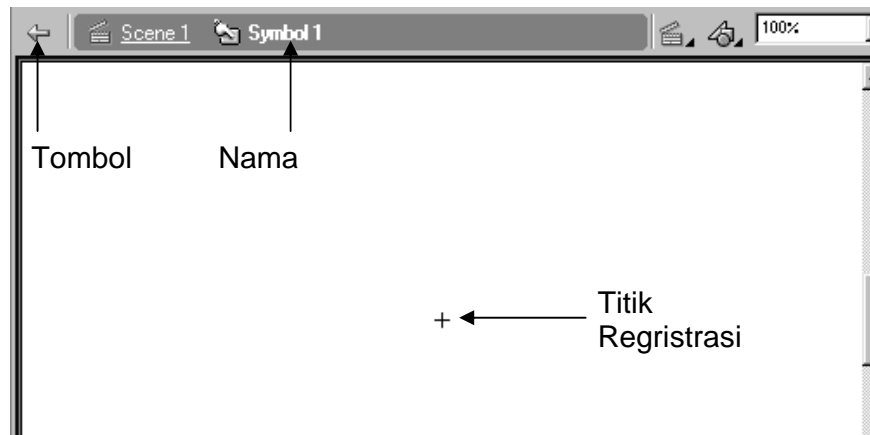 Scene 1 Symbol 1 100%
Tombol Nama
Titik
Regristrasi